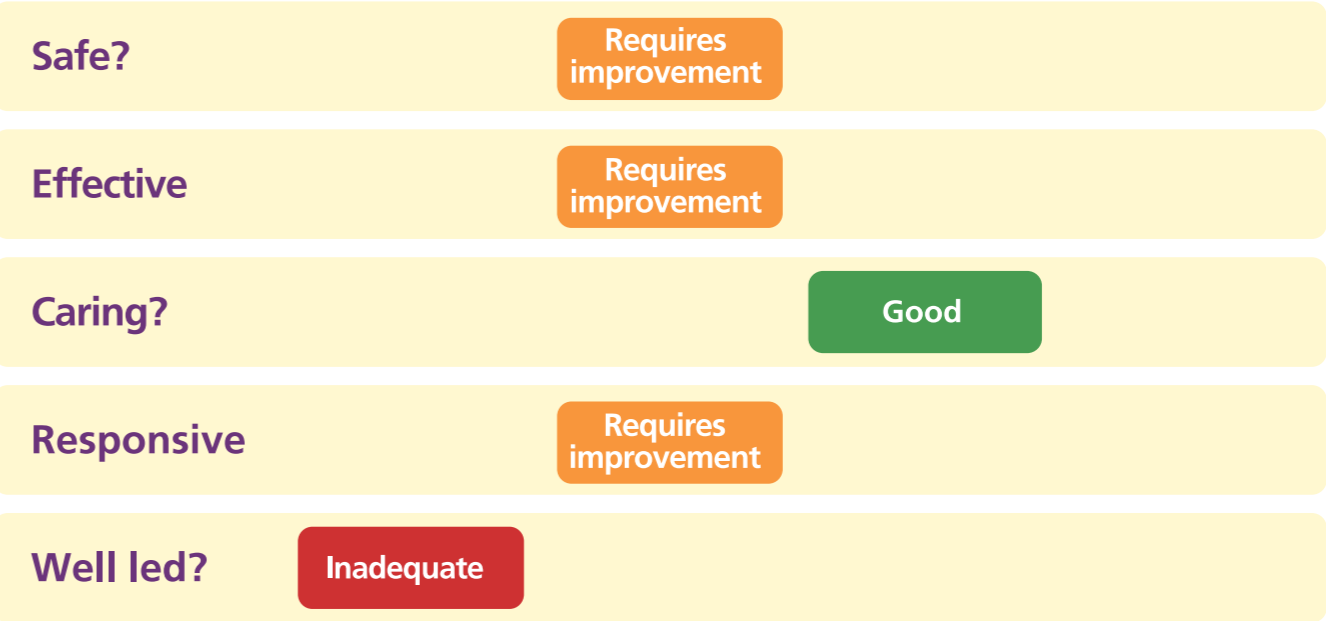 Safe?
Requires
improvement
Effective
Requires
improvement
Caring?
Good
Responsive
Requires
improvement
Well led?
Inadequate